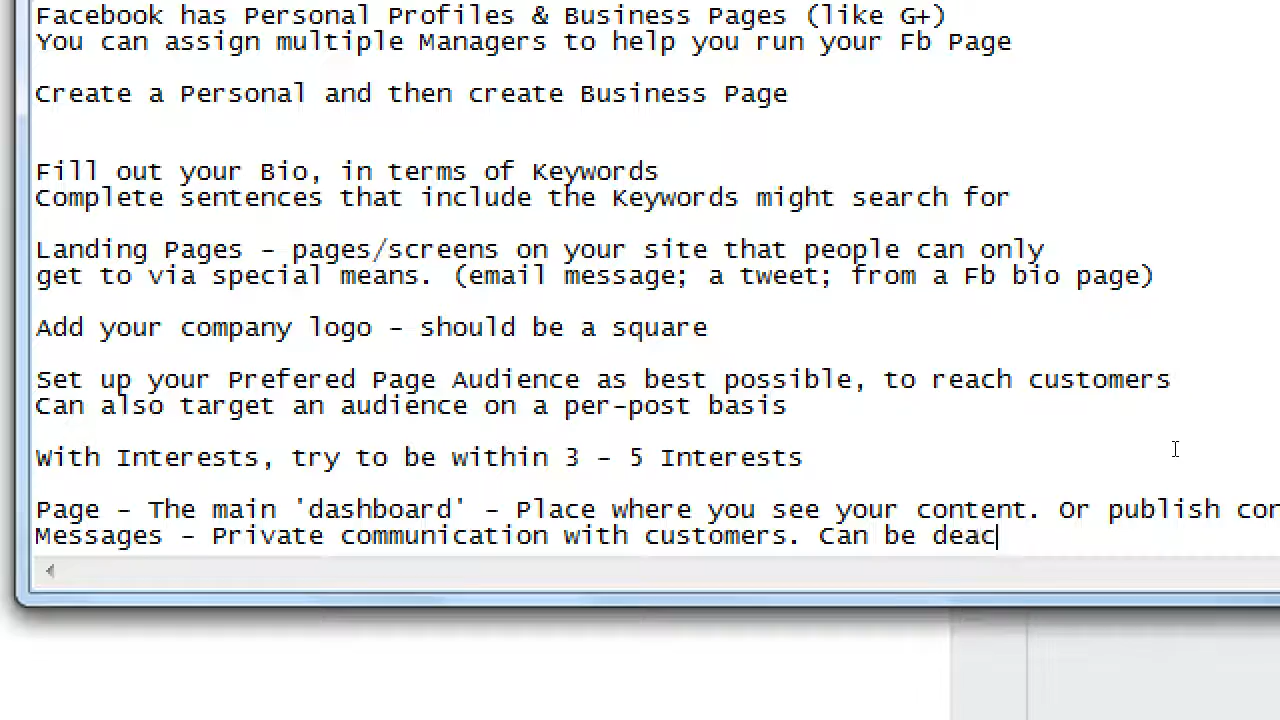 Facebook has Personal Profiles & Business Pages (like G+)
You can assign multiple Managers to help you run your Fb Page
Create a Personal and then create Business Page
Fill out your Bio, in terms of Keywords
Complete sentences that include the Keywords might search for
Landing Pages - pages/screens on your site that people can only
get to via special means. (email message; a tweet; from a Fb bio page)
Add your company logo - should be a square
Set up your Prefered Page Audience as best possible, to reach customers
Can also target an audience on a per-post basis
With Interests, try to be within 3 - 5 Interests
Page - The main 'dashboard' - Place where you see your content. Or publish
Messages - Private communication with customers. Can be deac